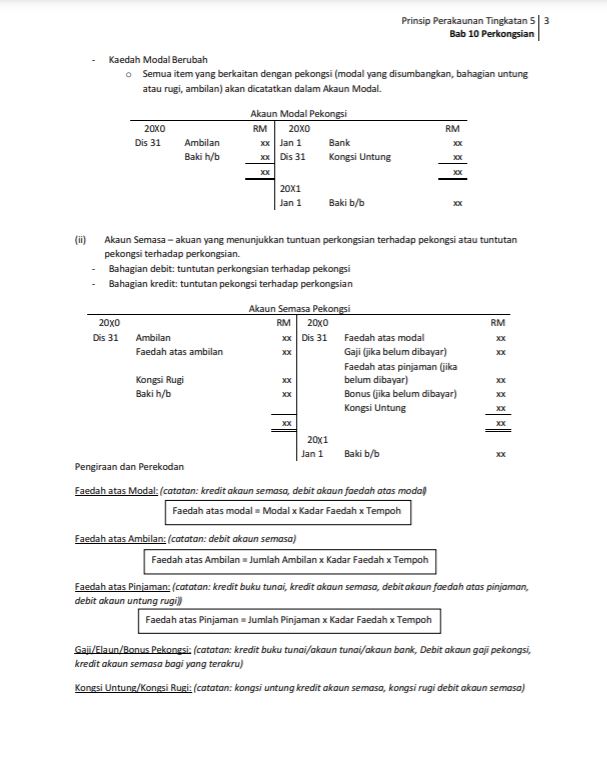 Prinsip Perakaunan Tingkatan 5 3
Bab 10 Perkongsian
- Kaedah Modal Berubah
o Semua item yang berkaitan dengan pekongsi (modal yang disumbangkan, bahagian untung
atau rugi, ambilan) akan dicatatkan dalam Akaun Modal.
Akaun Modal Pekongsi
20X0 RM 20X0 RM
Dis 31 Ambilan xx Jan 1 Bank xx
Baki h/b xx Dis 31 Kongsi Untung xx
xx xx
20X1
Jan 1 Baki b/b xx
(ii) Akaun Semasa – akuan yang menunjukkan tuntuan perkongsian terhadap pekongsi atau tuntutan
pekongsi terhadap perkongsian.
- Bahagian debit: tuntutan perkongsian terhadap pekongsi
- Bahagian kredit: tuntutan pekongsi terhadap perkongsian
Akaun Semasa Pekongsi
20X0 RM 20X0 RM
Dis 31 Ambilan xx Dis 31 Faedah atas modal xx
Faedah atas ambilan xx Gaji (jika belum dibayar) xx
Faedah atas pinjaman (jika
Kongsi Rugi xx belum dibayar) xx
Baki h/b xx Bonus (jika belum dibayar) xx
Kongsi Untung xx
xx xx
20X1
Jan 1 Baki b/b xx
Pengiraan dan Perekodan
Faedah atas Modal: (catatan: kredit akaun semasa, debit akaun faedah atas modal)
Faedah atas modal = Modal x Kadar Faedah x Tempoh
Faedah atas Ambilan: (catatan: debit akaun semasa)
Faedah atas Ambilan = Jumlah Ambilan x Kadar Faedah x Tempoh
Faedah atas Pinjaman: (catatan: kredit buku tunai, kredit akaun semasa, debit akaun faedah atas pinjaman,
debit akaun untung rugi))
Faedah atas Pinjaman = Jumlah Pinjaman x Kadar Faedah x Tempoh
Gaji/Elaun/Bonus Pekongsi: (catatan: kredit buku tunai/akaun tunai/akaun bank, Debit akaun gaji pekongsi,
kredit akaun semasa bagi yang terakru)
Kongsi Untung/Kongsi Rugi: (catatan: kongsi untung kredit akaun semasa, kongsi rugi debit akaun semasa)